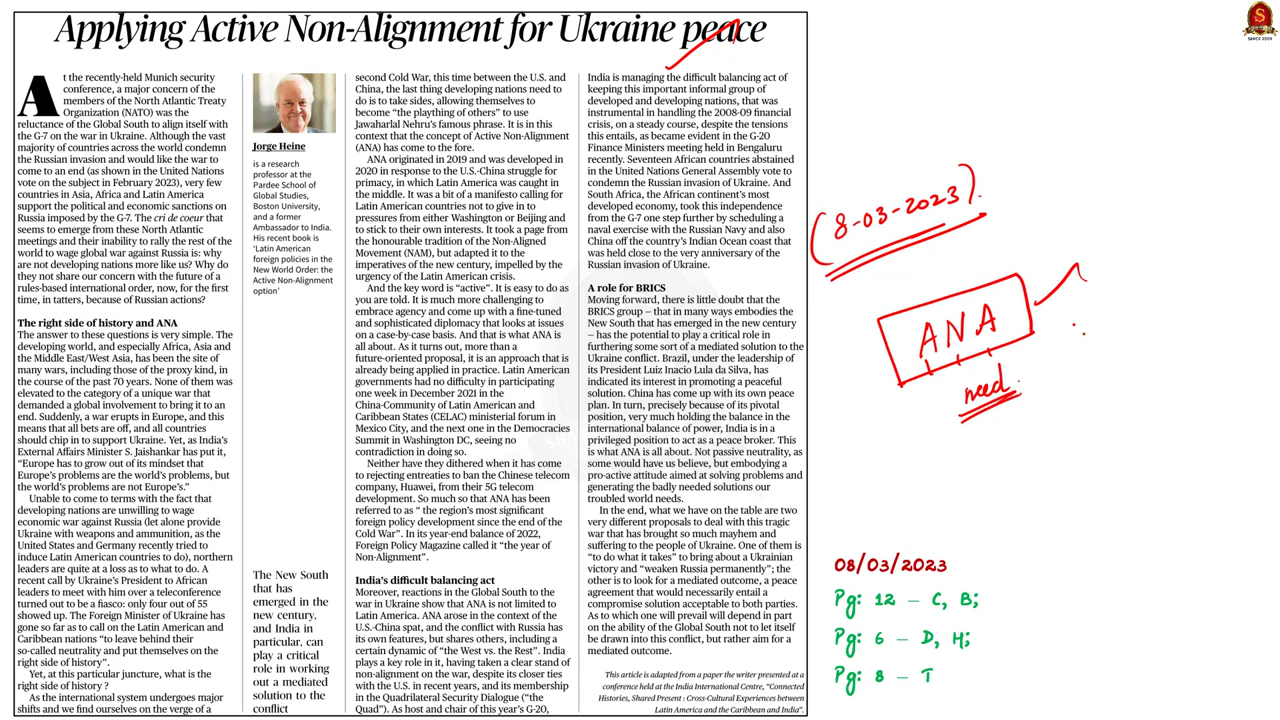 Applying Active Non-Alignment for Ukraine peace
At the recently-held Munich security
conference, a major concern of the
members of the North Atlantic Treaty
Organization (NATO) was the
reluctance of the Global South to align itself with
the G-7 on the war in Ukraine. Although the vast
majority of countries across the world condemn
the Russian invasion and would like the war to
come to an end (as shown in the United Nations
vote on the subject in February 2023), very few
countries in Asia, Africa and Latin America
support the political and economic sanctions on
Russia imposed by the G-7. The cri de coeur that
seems to emerge from these North Atlantic
meetings and their inability to rally the rest of the
world to wage global war against Russia is: why
are not developing nations more like us? Why do
they not share our concern with the future of a
rules-based international order, now, for the first
time, in tatters, because of Russian actions?
The right side of history and ANA
The answer to these questions is very simple. The
developing world, and especially Africa, Asia and
the Middle East/West Asia, has been the site of
many wars, including those of the proxy kind, in
the course of the past 70 years. None of them was
elevated to the category of a unique war that
demanded a global involvement to bring it to an
end. Suddenly, a war erupts in Europe, and this
means that all bets are off, and all countries
should chip in to support Ukraine. Yet, as India's
External Affairs Minister S. Jaishankar has put it,
“Europe has to grow out of its mindset that
Europe's problems are the world's problems, but
the world's problems are not Europe's.”
Unable to come to terms with the fact that
developing nations are unwilling to wage
economic war against Russia (let alone provide
Ukraine with weapons and ammunition, as the
United States and Germany recently tried to
induce Latin American countries to do), northern
leaders are quite at a loss as to what to do. A
recent call by Ukraine's President to African
leaders to meet with him over a teleconference
turned out to be a fiasco: only four out of 55
showed up. The Foreign Minister of Ukraine has
gone so far as to call on the Latin American and
Caribbean nations “to leave behind their
so-called neutrality and put themselves on the
right side of history”.
Yet, at this particular juncture, what is the
right side of history ?
As the international system undergoes major
shifts and we find ourselves on the verge of a
Jorge Heine
is a research
professor at the
Pardee School of
Global Studies,
Boston University,
and a former
Ambassador to India.
His recent book is
‘Latin American
foreign policies in the
New World Order: the
Active Non-Alignment
option’
The New South
that has
emerged in the
new century,
and India in
particular, can
play a critical
role in working
out a mediated
solution to the
conflict
second Cold War, this time between the U.S. and
China, the last thing developing nations need to
do is to take sides, allowing themselves to
become “the plaything of others” to use
Jawaharlal Nehru's famous phrase. It is in this
context that the concept of Active Non-Alignment
(ANA) has come to the fore.
ANA originated in 2019 and was developed in
2020 in response to the U.S.-China struggle for
primacy, in which Latin America was caught in
the middle. It was a bit of a manifesto calling for
Latin American countries not to give in to
pressures from either Washington or Beijing and
to stick to their own interests. It took a page from
the honourable tradition of the Non-Aligned
Movement (NAM), but adapted it to the
imperatives of the new century, impelled by the
urgency of the Latin American crisis.
And the key word is “active”. It is easy to do as
you are told. It is much more challenging to
embrace agency and come up with a fine-tuned
and sophisticated diplomacy that looks at issues
on a case-by-case basis. And that is what ANA is
all about. As it turns out, more than a
future-oriented proposal, it is an approach that is
already being applied in practice. Latin American
governments had no difficulty in participating
one week in December 2021 in the
China-Community of Latin American and
Caribbean States (CELAC) ministerial forum in
Mexico City, and the next one in the Democracies
Summit in Washington DC, seeing no
contradiction in doing so.
Neither have they dithered when it has come
to rejecting entreaties to ban the Chinese telecom
company, Huawei, from their 5G telecom
development. So much so that ANA has been
referred to as “ the region's most significant
foreign policy development since the end of the
Cold War”. In its year-end balance of 2022,
Foreign Policy Magazine called it “the year of
Non-Alignment”.
India's difficult balancing act
Moreover, reactions in the Global South to the
war in Ukraine show that ANA is not limited to
Latin America. ANA arose in the context of the
U.S.-China spat, and the conflict with Russia has
its own features, but shares others, including a
certain dynamic of “the West vs. the Rest”. India
plays a key role in it, having taken a clear stand of
non-alignment on the war, despite its closer ties
with the U.S. in recent years, and its membership
in the Quadrilateral Security Dialogue (“the
Quad”). As host and chair of this year's G-20,
India is managing the difficult balancing act of
keeping this important informal group of
developed and developing nations, that was
instrumental in handling the 2008-09 financial
crisis, on a steady course, despite the tensions
this entails, as became evident in the G-20
Finance Ministers meeting held in Bengaluru
recently. Seventeen African countries abstained
in the United Nations General Assembly vote to
condemn the Russian invasion of Ukraine. And
South Africa, the African continent's most
developed economy, took this independence
from the G-7 one step further by scheduling a
naval exercise with the Russian Navy and also
China off the country's Indian Ocean coast that
was held close to the very anniversary of the
Russian invasion of Ukraine.
A role for BRICS
Moving forward, there is little doubt that the
BRICS group – that in many ways embodies the
New South that has emerged in the new century
– has the potential to play a critical role in
furthering some sort of a mediated solution to the
Ukraine conflict. Brazil, under the leadership of
its President Luiz Inacio Lula da Silva, has
indicated its interest in promoting a peaceful
solution. China has come up with its own peace
plan. In turn, precisely because of its pivotal
position, very much holding the balance in the
international balance of power, India is in a
privileged position to act as a peace broker. This
is what ANA is all about. Not passive neutrality, as
some would have us believe, but embodying a
pro-active attitude aimed at solving problems and
generating the badly needed solutions our
troubled world needs.
In the end, what we have on the table are two
very different proposals to deal with this tragic
war that has brought so much mayhem and
suffering to the people of Ukraine. One of them is
“to do what it takes” to bring about a Ukrainian
victory and “weaken Russia permanently”; the
other is to look for a mediated outcome, a peace
agreement that would necessarily entail a
compromise solution acceptable to both parties.
As to which one will prevail will depend in part
on the ability of the Global South not to let itself
be drawn into this conflict, but rather aim for a
mediated outcome.
This article is adapted from a paper the writer presented at a
conference held at the India International Centre, “Connected
Histories, Shared Present : Cross-Cultural Experiences between
Latin America and the Caribbean and India”.
(8-03-2023).
ANA
need.
08/03/2023
Pg: 12 – C, B;
Pg: 6 – D, H;
Pg: 8 – T
S
SINCE 2004